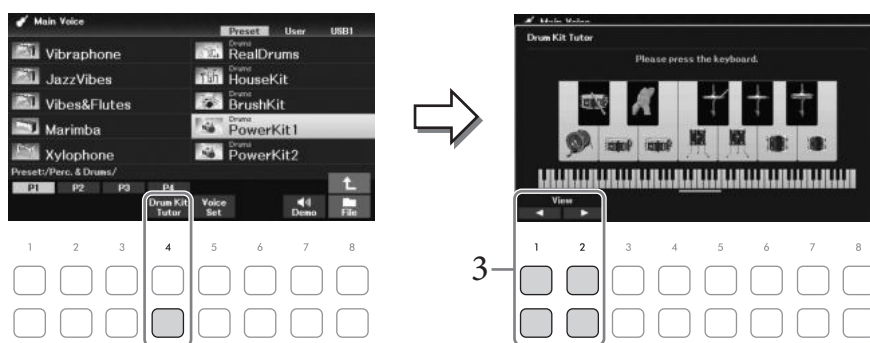 Main Voice
Preset User USB1
Vibraphone
JazzVibes
Vibes&Flutes
Marimba
Xylophone
Drums
RealDrums
Drums
HouseKit
Drums
BrushKit
Drums
PowerKit1
Drums
PowerKit2
Preset:/Perc. & Drums/
P1 P2 P3 P4
Drum Kit Tutor
Voice Set
Demo
File
1 2 3 4 5 6 7 8
Main Voice
Drum Kit Tutor
Please press the keyboard.
View
1 2 3 4 5 6 7 8
3